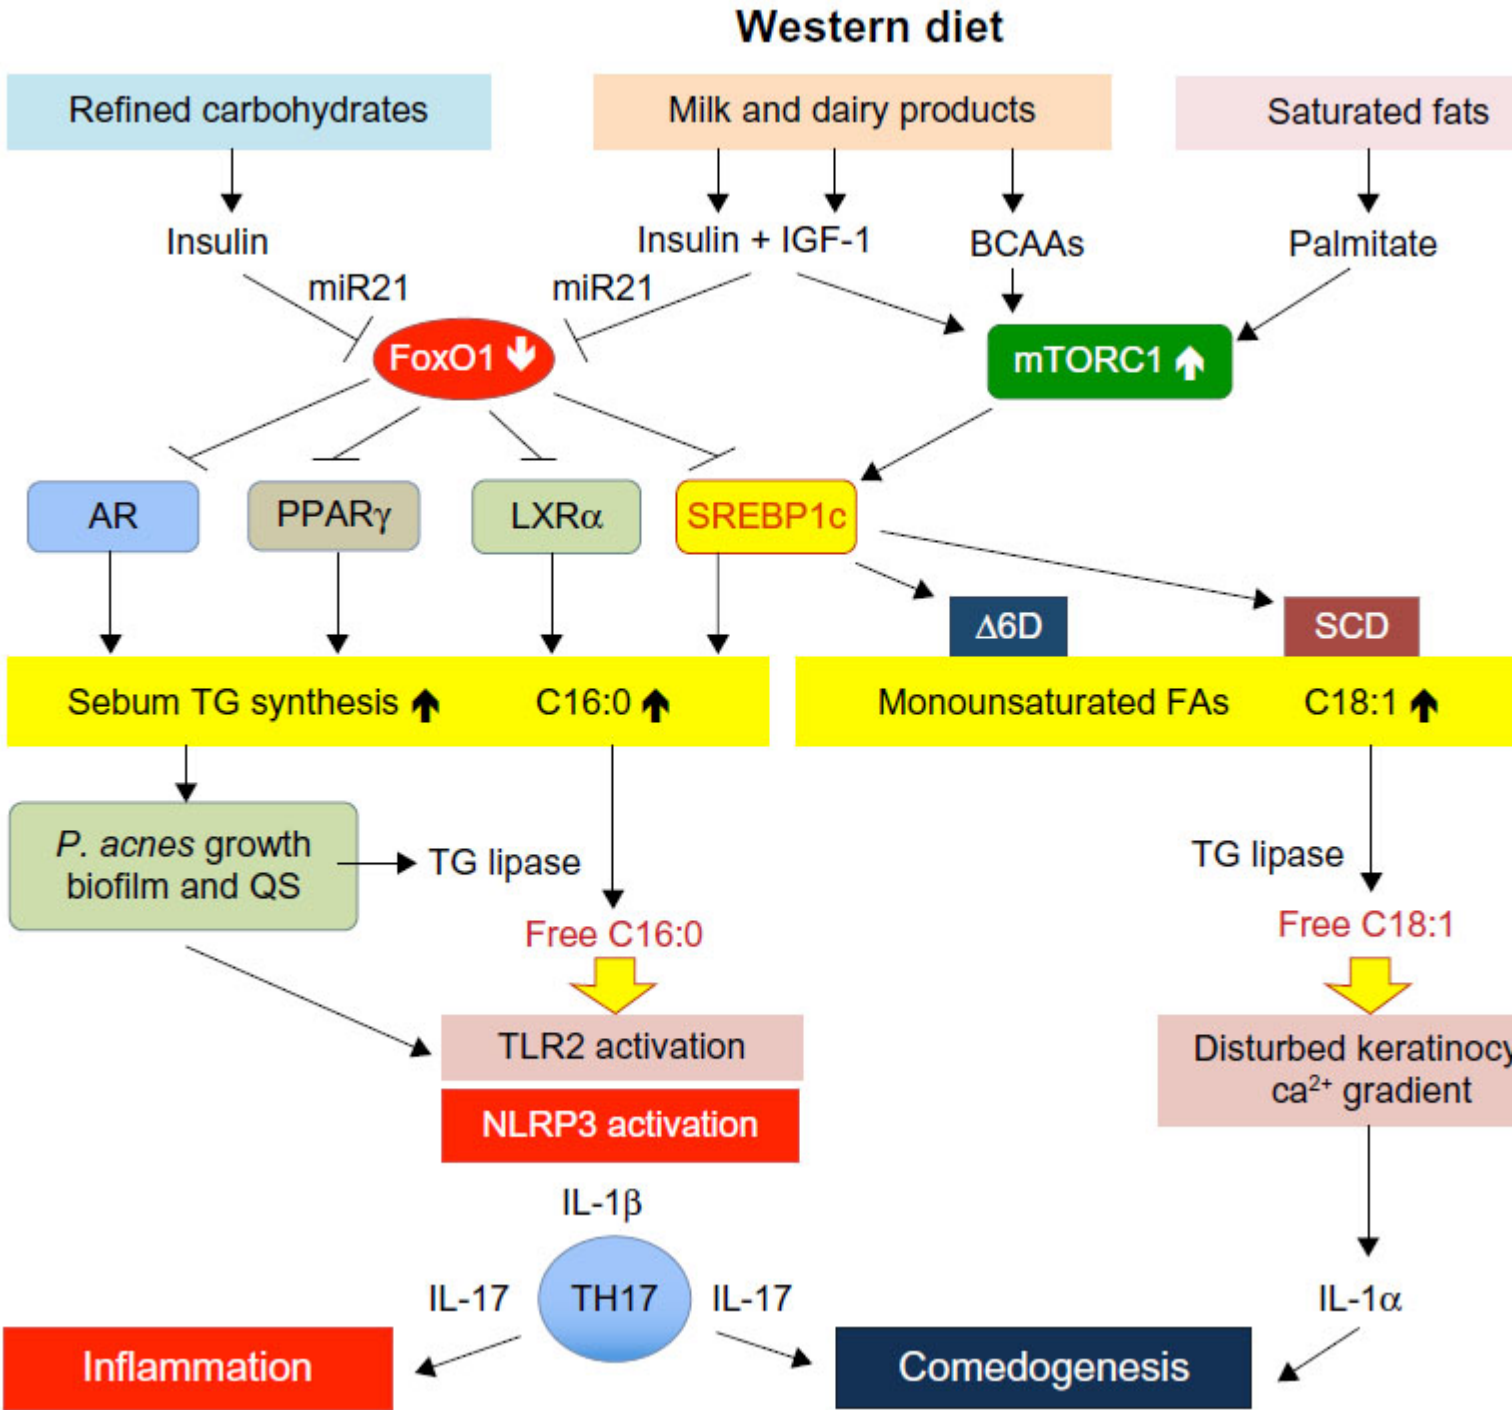 Western diet
Refined carbohydrates
Milk and dairy products
Saturated fats
Insulin
Insulin + IGF-1
BCAAs
Palmitate
miR21
miR21
FoxO1
mTORC1
AR
PPARγ
LXRα
SREBP1c
Δ6D
SCD
Sebum TG synthesis
C16:0
Monounsaturated FAs
C18:1
P. acnes growth
biofilm and QS
TG lipase
TG lipase
Free C16:0
Free C18:1
TLR2 activation
Disturbed keratinocy
ca²⁺ gradient
NLRP3 activation
IL-1β
IL-17
TH17
IL-17
IL-1α
Inflammation
Comedogenesis